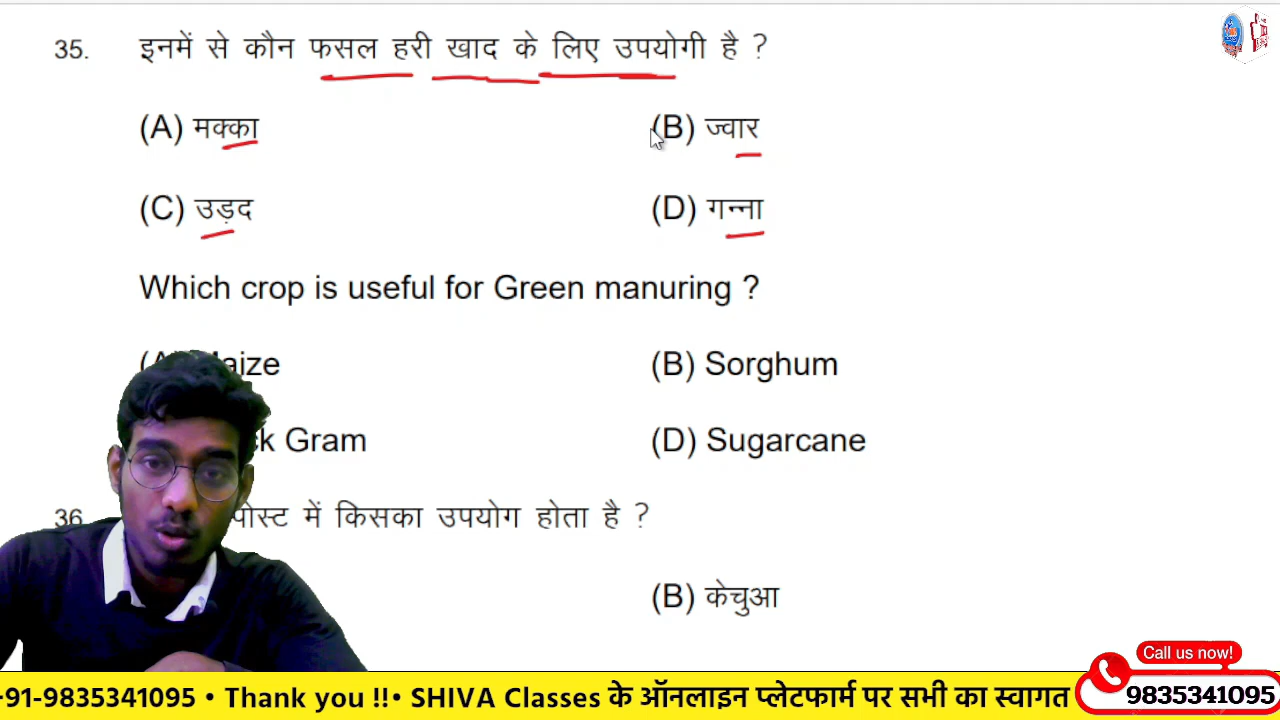 35. इनमें से कौन फसल हरी खाद के लिए उपयोगी है ?
(A) मक्का (B) ज्वार
(C) उड़द (D) गन्ना
Which crop is useful for Green manuring ?
aize (B) Sorghum
ck Gram (D) Sugarcane
36. पोस्ट में किसका उपयोग होता है ?
(B) केचुआ
Call us now!
-91-9835341095 • Thank you !!• SHIVA Classes के ऑनलाइन प्लेटफार्म पर सभी का स्वागत
9835341095